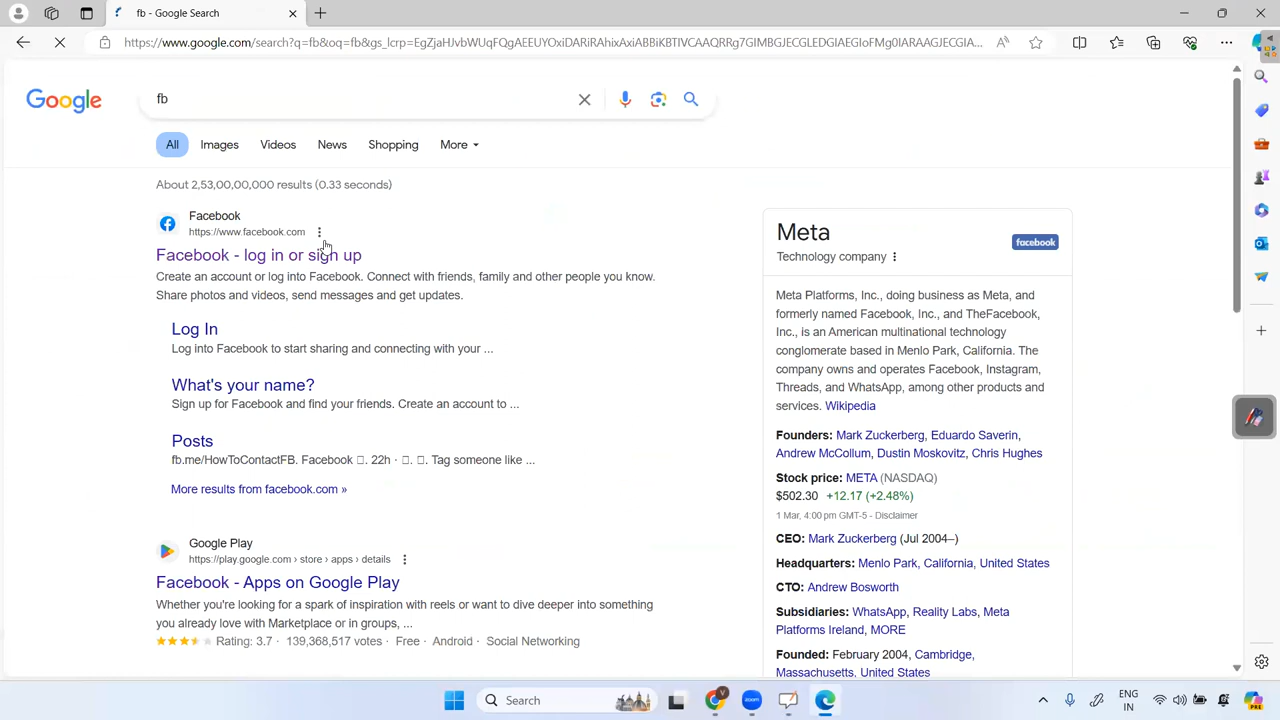 fb - Google Search
https://www.google.com/search?q=fb&oq=fb&gs_lcrp=EgZjaHJvbWUqFQgAEEUYOxiDARiRAhixAxiABBiKBTIVCAAQRRg7GIMBGJECGLEDGIAEGIoFMg0IARAAGJECGIA...
Google
fb
All Images Videos News Shopping More
About 2,53,00,00,000 results (0.33 seconds)
Facebook
https://www.facebook.com
Facebook - log in or sign up
Create an account or log into Facebook. Connect with friends, family and other people you know.
Share photos and videos, send messages and get updates.
Log In
Log into Facebook to start sharing and connecting with your ...
What's your name?
Sign up for Facebook and find your friends. Create an account to ...
Posts
fb.me/HowToContactFB. Facebook □. 22h · □. □. Tag someone like ...
More results from facebook.com »
Google Play
https://play.google.com › store › apps › details
Facebook - Apps on Google Play
Whether you're looking for a spark of inspiration with reels or want to dive deeper into something
you already love with Marketplace or in groups, ...
Rating: 3.7 · 139,368,517 votes · Free · Android · Social Networking
Meta
facebook
Technology company
Meta Platforms, Inc., doing business as Meta, and
formerly named Facebook, Inc., and TheFacebook,
Inc., is an American multinational technology
conglomerate based in Menlo Park, California. The
company owns and operates Facebook, Instagram,
Threads, and WhatsApp, among other products and
services. Wikipedia
Founders: Mark Zuckerberg, Eduardo Saverin,
Andrew McCollum, Dustin Moskovitz, Chris Hughes
Stock price: META (NASDAQ)
$502.30 +12.17 (+2.48%)
1 Mar, 4:00 pm GMT-5 - Disclaimer
CEO: Mark Zuckerberg (Jul 2004–)
Headquarters: Menlo Park, California, United States
CTO: Andrew Bosworth
Subsidiaries: WhatsApp, Reality Labs, Meta
Platforms Ireland, MORE
Founded: February 2004, Cambridge,
Massachusetts, United States
Search
zoom
V
ENG
IN
PRE